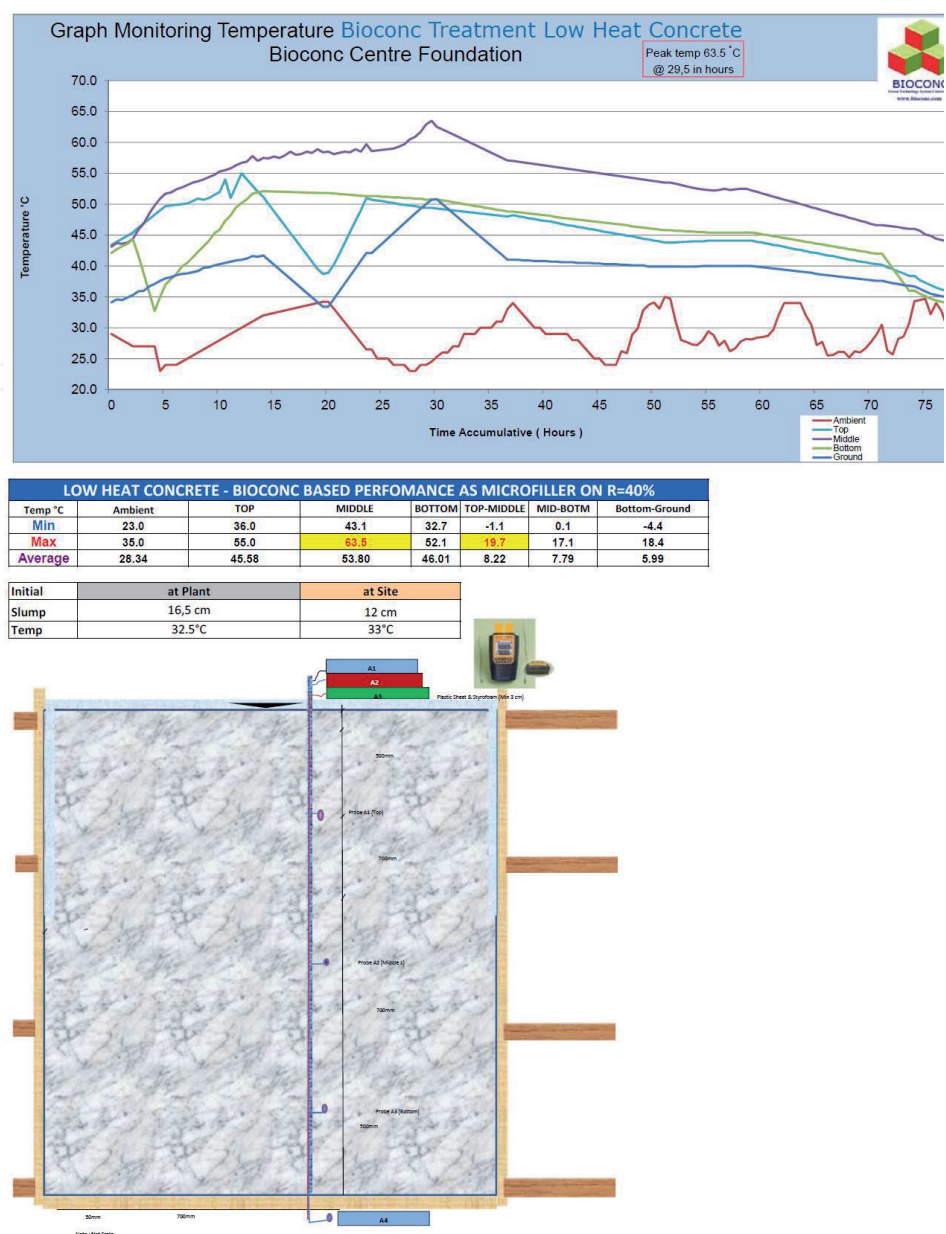 Graph Monitoring Temperature Bioconc Treatment Low Heat Concrete
Bioconc Centre Foundation
Peak temp 63.5 °C
@ 29,5 in hours
BIOCONC
www.bioconc.com
Temperature °C
70.0
65.0
60.0
55.0
50.0
45.0
40.0
35.0
30.0
25.0
20.0
0 5 10 15 20 25 30 35 40 45 50 55 60 65 70 75
Time Accumulative ( Hours )
Ambient
Top
Middle
Bottom
Ground
LOW HEAT CONCRETE - BIOCONC BASED PERFOMANCE AS MICROFILLER ON R=40%
Temp °C Ambient TOP MIDDLE BOTTOM TOP-MIDDLE MID-BOTM Bottom-Ground
Min 23.0 36.0 43.1 32.7 -1.1 0.1 -4.4
Max 35.0 55.0 63.5 52.1 19.7 17.1 18.4
Average 28.34 45.58 53.80 46.01 8.22 7.79 5.99
Initial at Plant at Site
Slump 16,5 cm 12 cm
Temp 32.5°C 33°C
A1
A2
A3
Plastic Sheet & Styrofoam (Min 3 cm)
500mm
Probe A1 (Top)
700mm
Probe A2 (Middle 1)
700mm
Probe A3 (Bottom)
500mm
50mm 700mm
A4